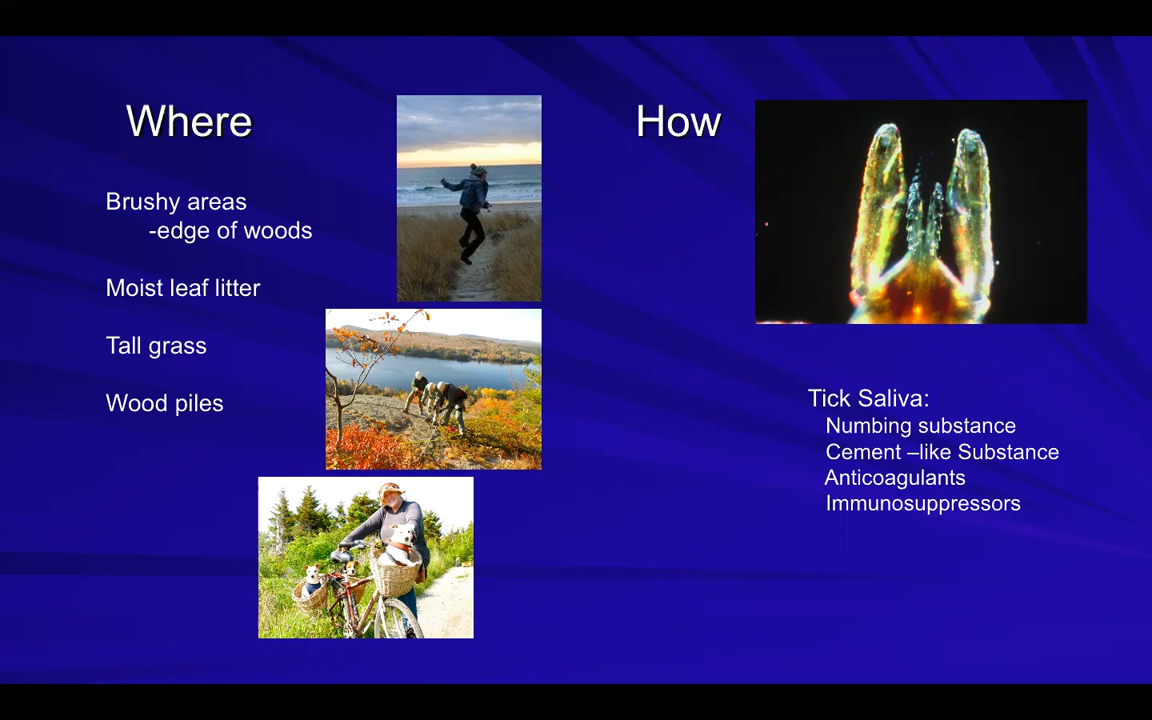 Where
Brushy areas
-edge of woods
Moist leaf litter
Tall grass
Wood piles
How
Tick Saliva:
Numbing substance
Cement –like Substance
Anticoagulants
Immunosuppressors